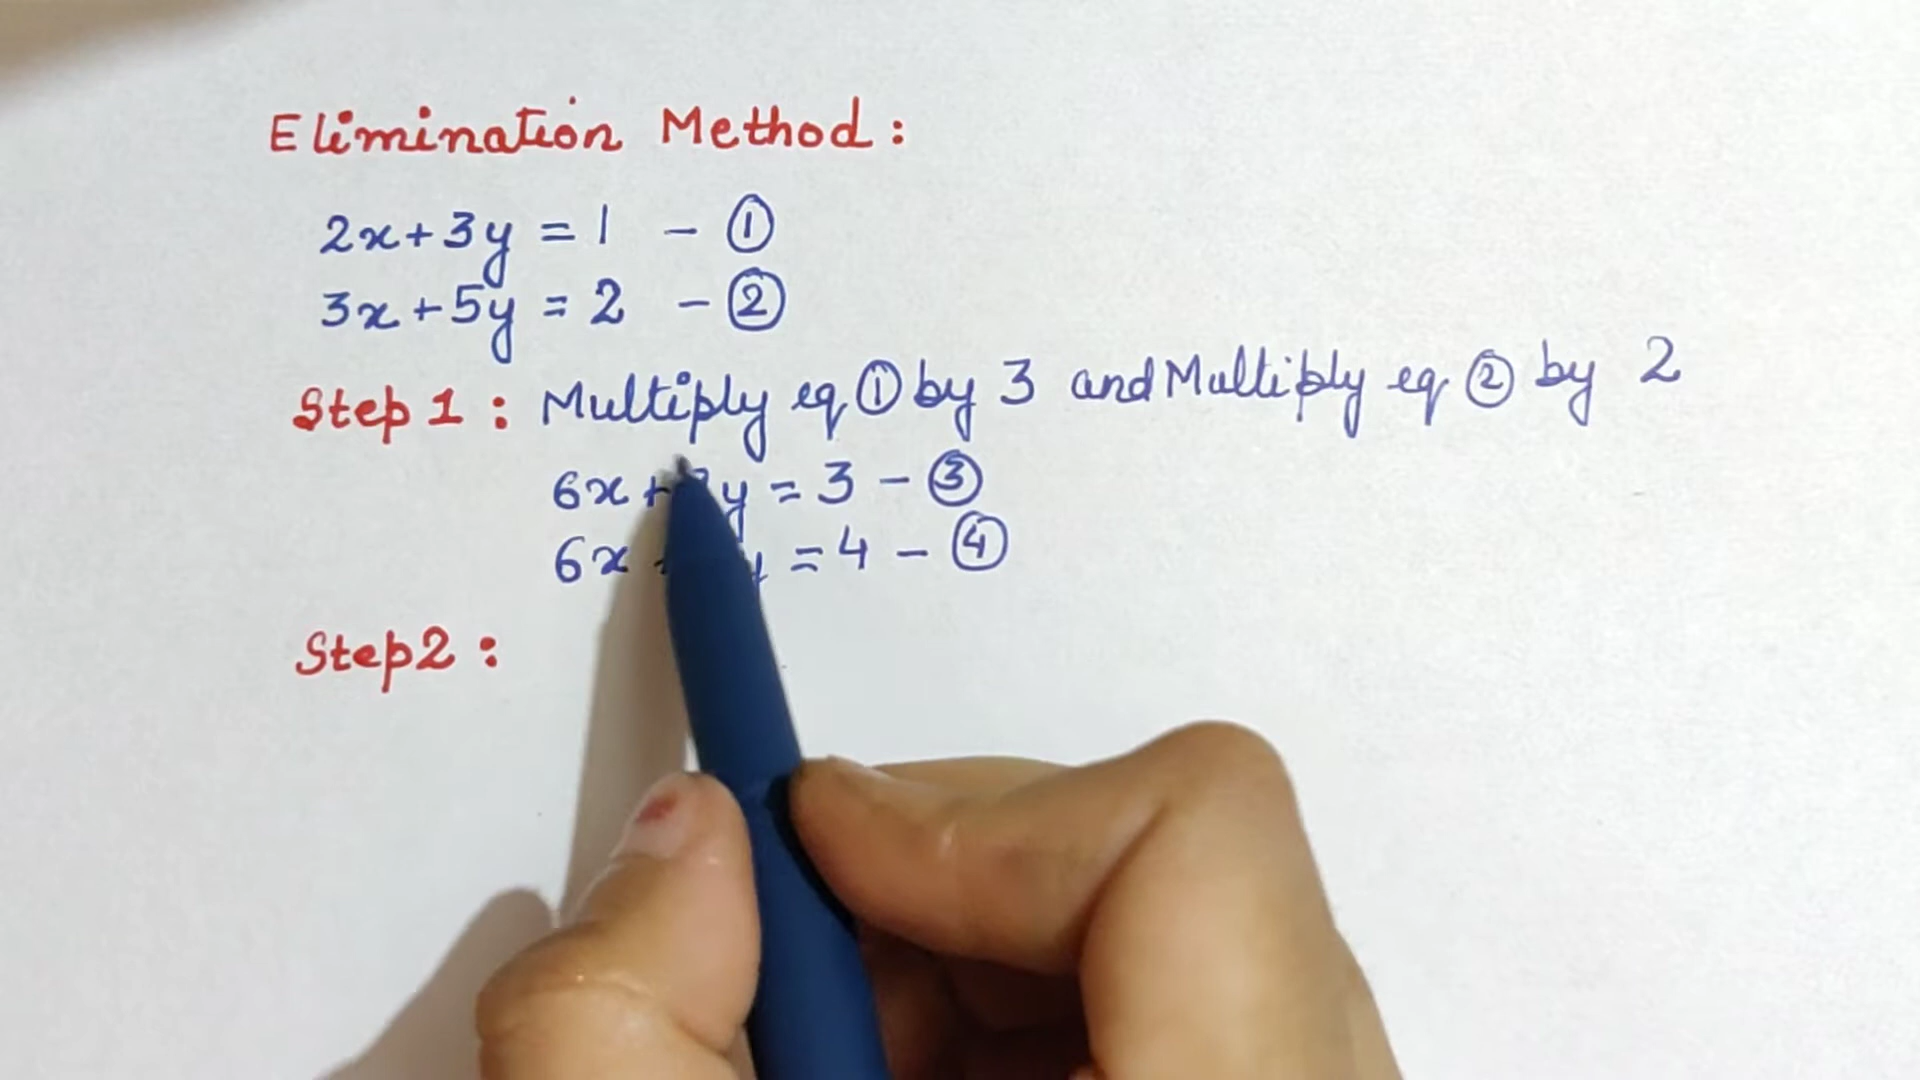 Elimination Method:
2x+3y = 1 - ①
3x+5y = 2 - ②
Step 1: Multiply eq ① by 3 and Multiply eq ② by 2
6x+ y = 3 - ③
6x y = 4 - ④
Step2: